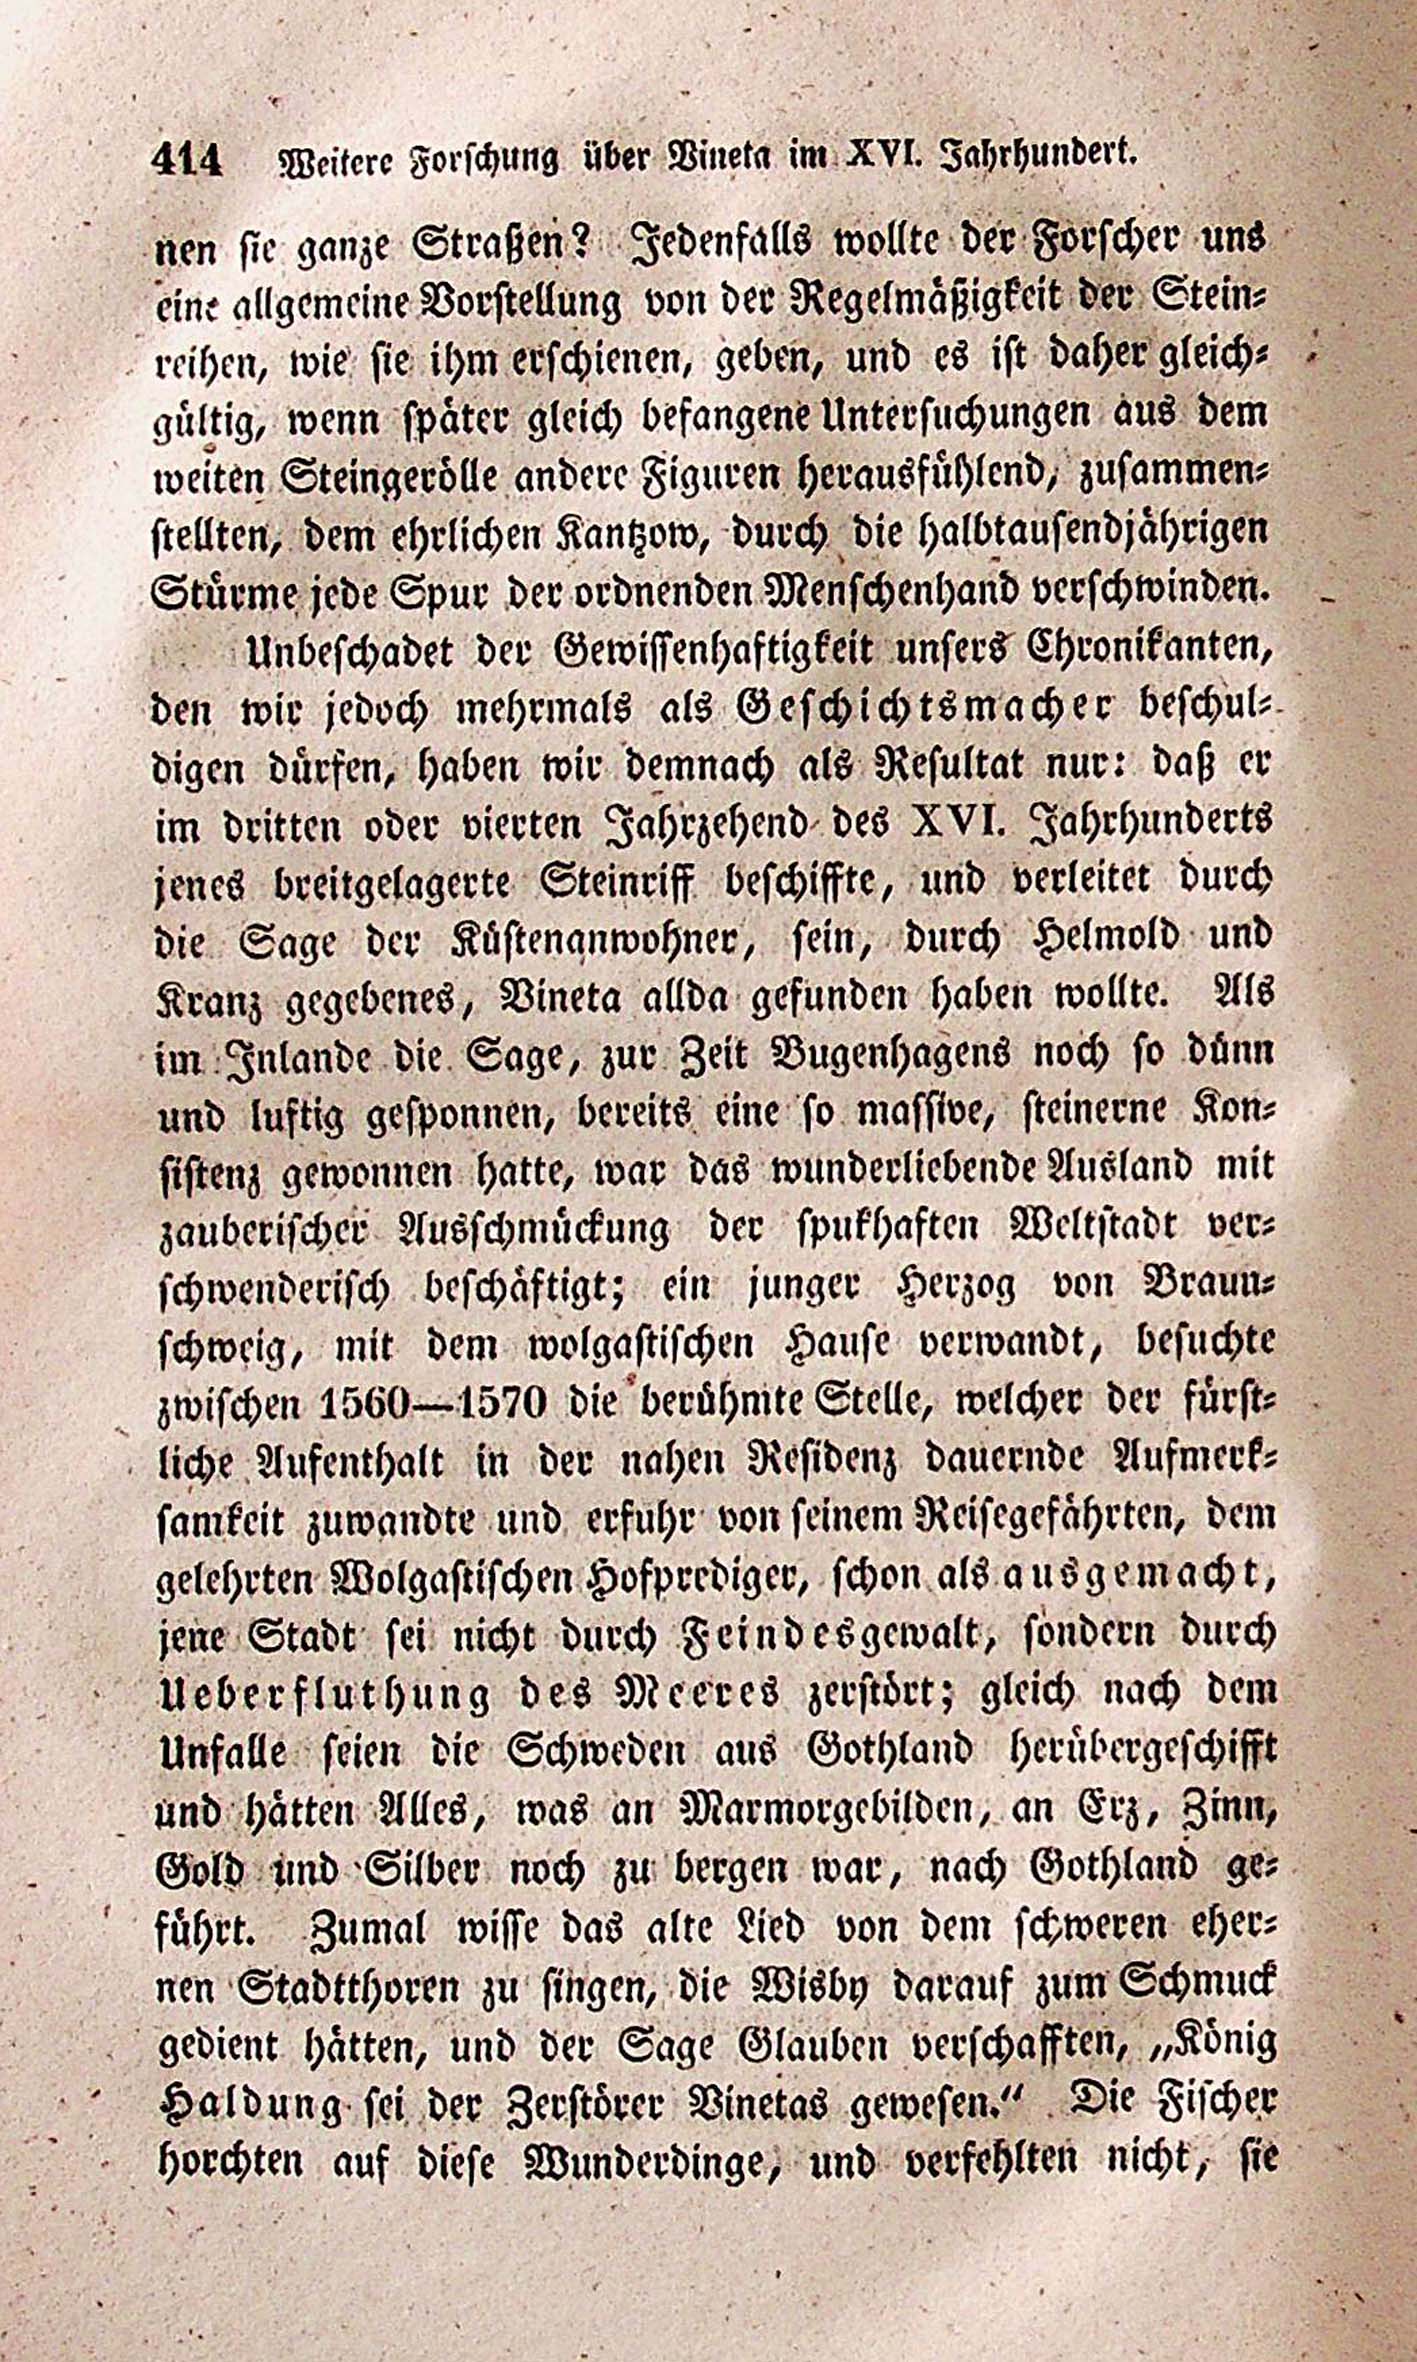 414 Weitere Forschung über Vineta im XVI. Jahrhundert.
nen sie ganze Straßen? Jedenfalls wollte der Forscher uns
eine allgemeine Vorstellung von der Regelmäßigkeit der Stein=
reihen, wie sie ihm erschienen, geben, und es ist daher gleich=
gültig, wenn später gleich befangene Untersuchungen aus dem
weiten Steingerölle andere Figuren herausfühlend, zusammen=
stellten, dem ehrlichen Kantzow, durch die halbtausendjährigen
Stürme jede Spur der ordnenden Menschenhand verschwinden.
Unbeschadet der Gewissenhaftigkeit unsers Chronikanten,
den wir jedoch mehrmals als Geschichtsmacher beschul=
digen dürfen, haben wir demnach als Resultat nur: daß er
im dritten oder vierten Jahrzehend des XVI. Jahrhunderts
jenes breitgelagerte Steinriff beschiffte, und verleitet durch
die Sage der Küstenanwohner, sein, durch Helmold und
Kranz gegebenes, Vineta allda gefunden haben wollte. Als
im Inlande die Sage, zur Zeit Bugenhagens noch so dünn
und luftig gesponnen, bereits eine so massive, steinerne Kon=
sistenz gewonnen hatte, war das wunderliebende Ausland mit
zauberischer Ausschmückung der spukhaften Weltstadt ver=
schwenderisch beschäftigt; ein junger Herzog von Braun=
schweig, mit dem wolgastischen Hause verwandt, besuchte
zwischen 1560—1570 die berühmte Stelle, welcher der fürst=
liche Aufenthalt in der nahen Residenz dauernde Aufmerk=
samkeit zuwandte und erfuhr von seinem Reisegefährten, dem
gelehrten Wolgastischen Hofprediger, schon als ausgemacht,
jene Stadt sei nicht durch Feindesgewalt, sondern durch
Ueberfluthung des Meeres zerstört; gleich nach dem
Unfalle seien die Schweden aus Gothland herübergeschifft
und hätten Alles, was an Marmorgebilden, an Erz, Zinn,
Gold und Silber noch zu bergen war, nach Gothland ge=
führt. Zumal wisse das alte Lied von dem schweren eher=
nen Stadtthoren zu singen, die Wisby darauf zum Schmuck
gedient hätten, und der Sage Glauben verschafften, „König
Haldung sei der Zerstörer Vinetas gewesen.“ Die Fischer
horchten auf diese Wunderdinge, und verfehlten nicht, sie